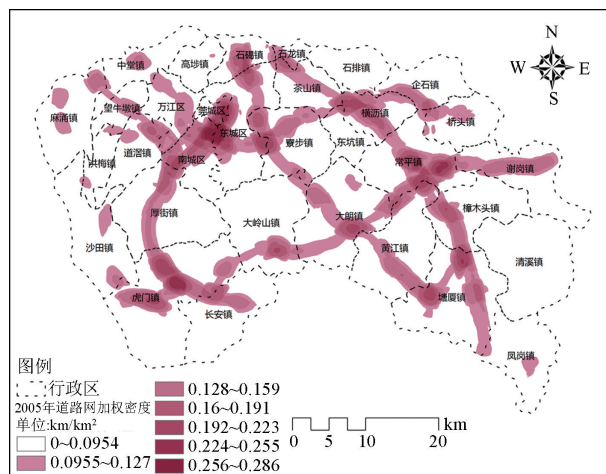 N
W E
S
中堂镇
高埗镇
石碣镇
石龙镇
石排镇
企石镇
麻涌镇
望牛墩镇
万江区
莞城区
茶山镇
横沥镇
桥头镇
洪梅镇
道滘镇
南城区
东城区
寮步镇
东坑镇
常平镇
谢岗镇
厚街镇
大岭山镇
大朗镇
樟木头镇
沙田镇
黄江镇
清溪镇
虎门镇
长安镇
塘厦镇
凤岗镇
图例
行政区
2005年道路网加权密度
单位:km/km²
0~0.0954
0.0955~0.127
0.128~0.159
0.16~0.191
0.192~0.223
0.224~0.255
0.256~0.286
km
0 5 10 20